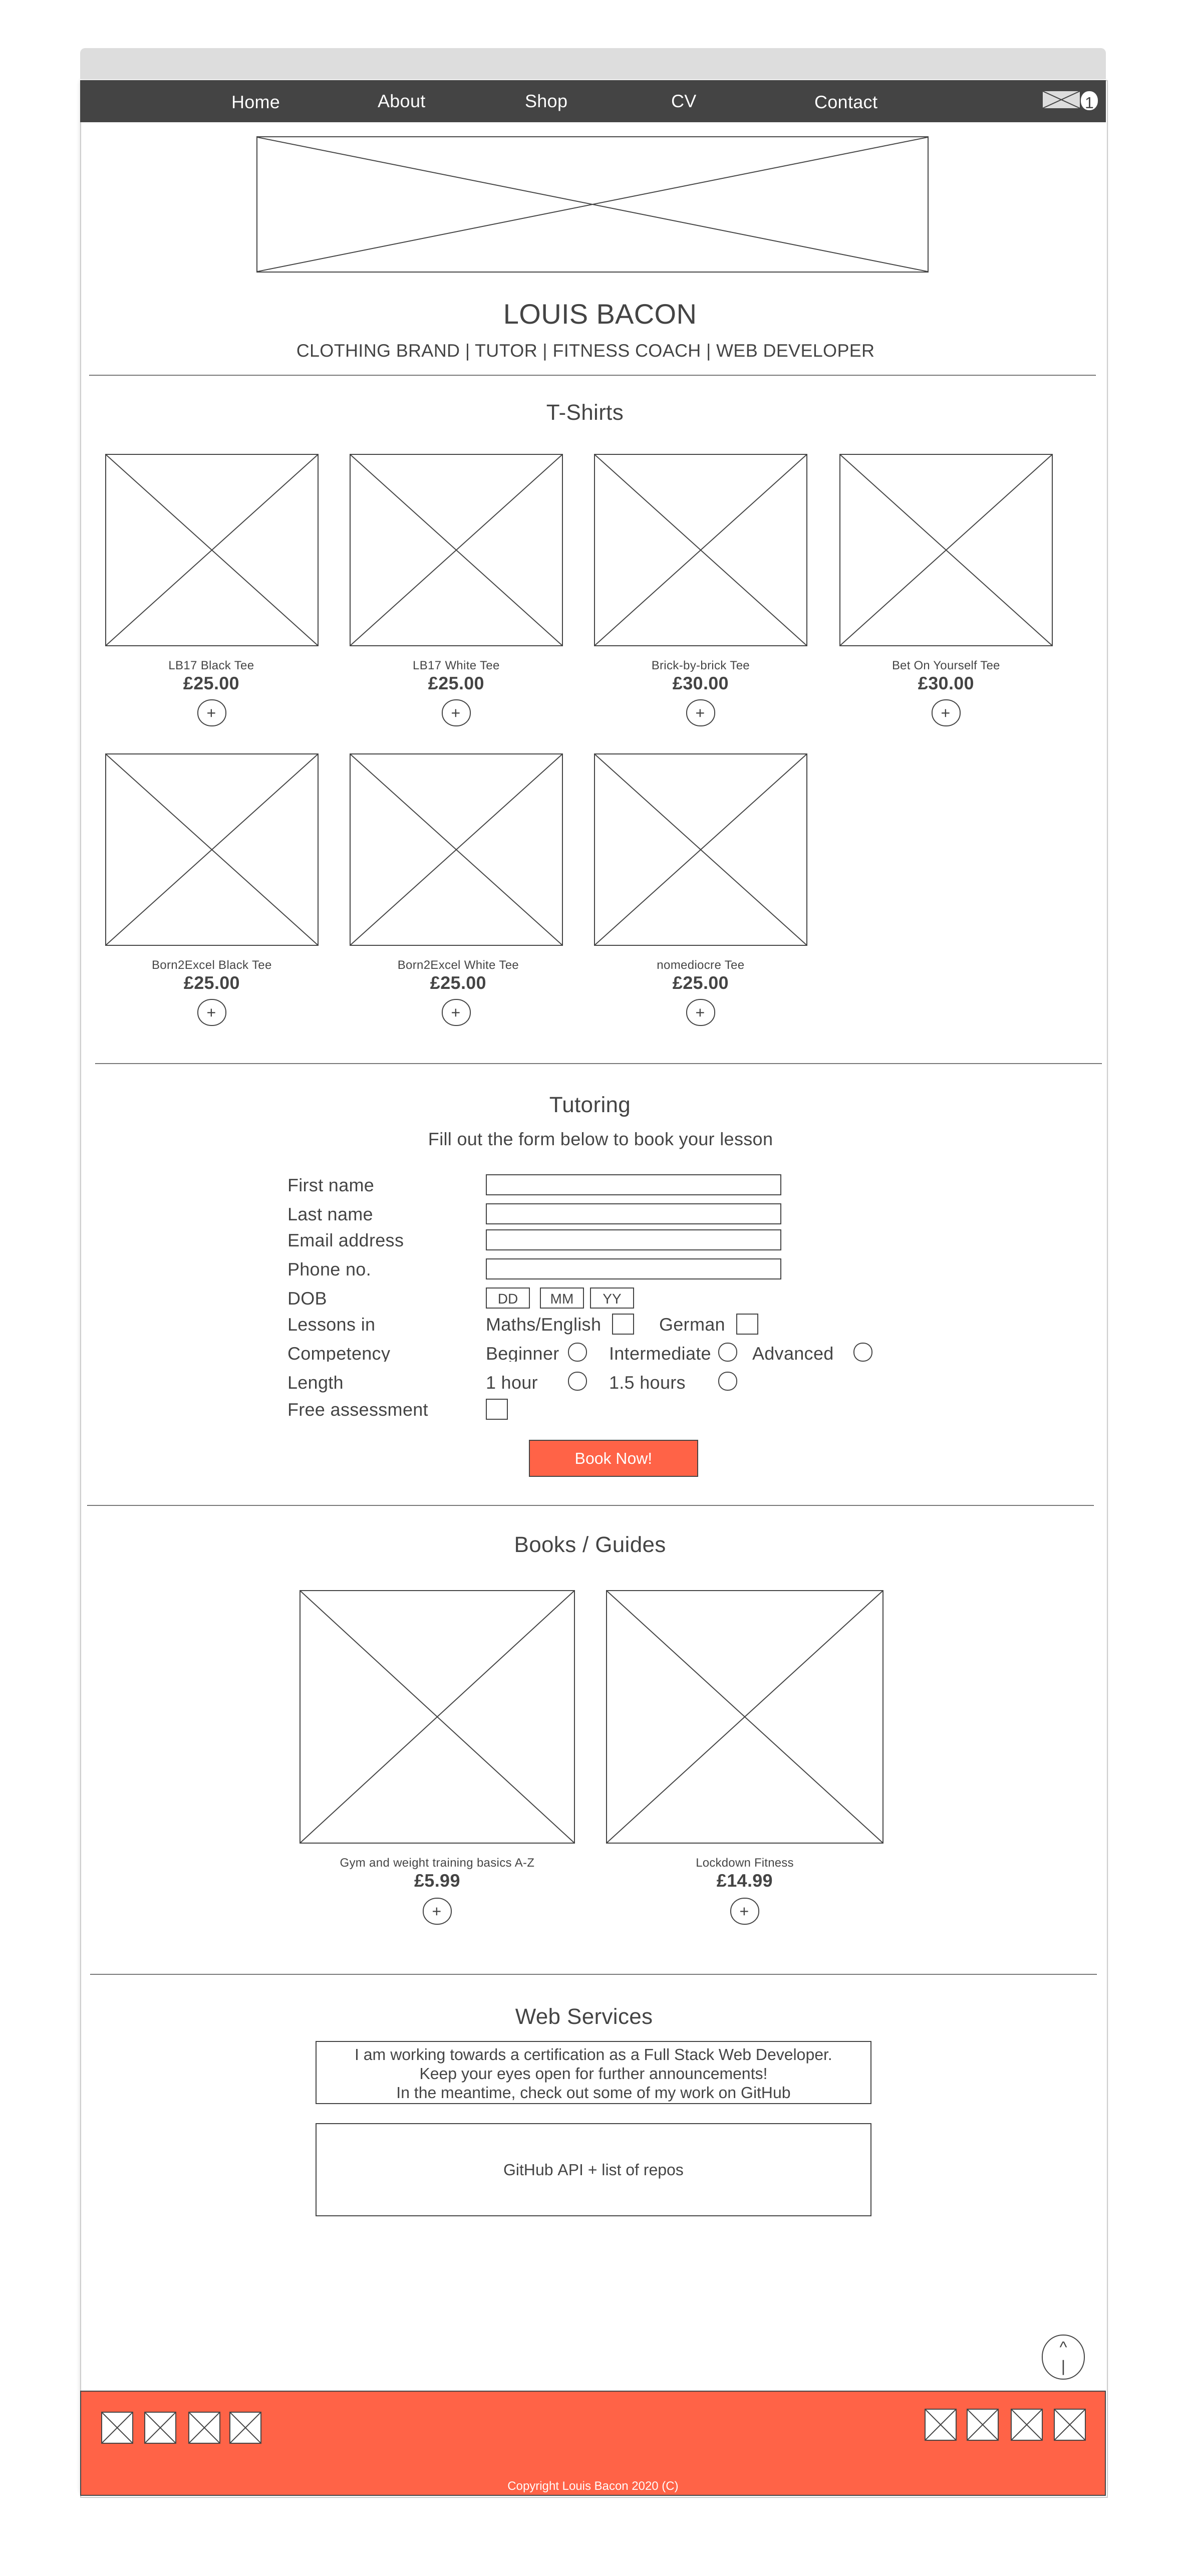 Home About Shop CV Contact 1
LOUIS BACON
CLOTHING BRAND | TUTOR | FITNESS COACH | WEB DEVELOPER
T-Shirts
LB17 Black Tee LB17 White Tee Brick-by-brick Tee Bet On Yourself Tee
£25.00 £25.00 £30.00 £30.00
+ + + +
Born2Excel Black Tee Born2Excel White Tee nomediocre Tee
£25.00 £25.00 £25.00
+ + +
Tutoring
Fill out the form below to book your lesson
First name
Last name
Email address
Phone no.
DOB DD MM YY
Lessons in Maths/English German
Competency Beginner Intermediate Advanced
Length 1 hour 1.5 hours
Free assessment
Book Now!
Books / Guides
Gym and weight training basics A-Z Lockdown Fitness
£5.99 £14.99
+ +
Web Services
I am working towards a certification as a Full Stack Web Developer.
Keep your eyes open for further announcements!
In the meantime, check out some of my work on GitHub
GitHub API + list of repos
^
|
Copyright Louis Bacon 2020 (C)